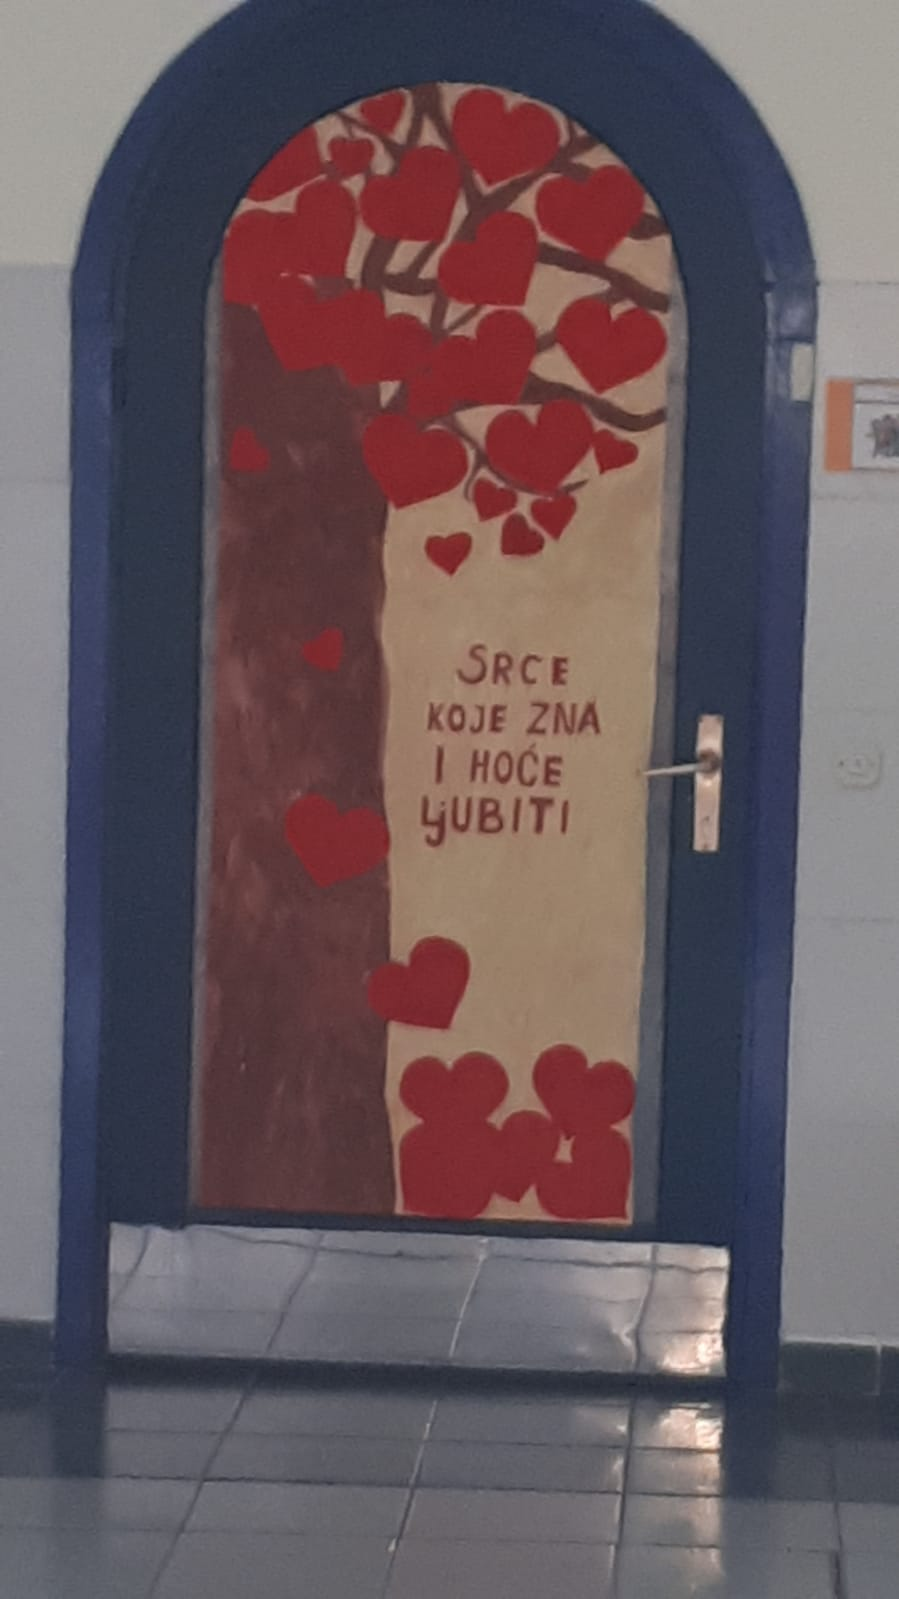 SRCE
KOJE ZNA
I HOĆE
LJUBITI